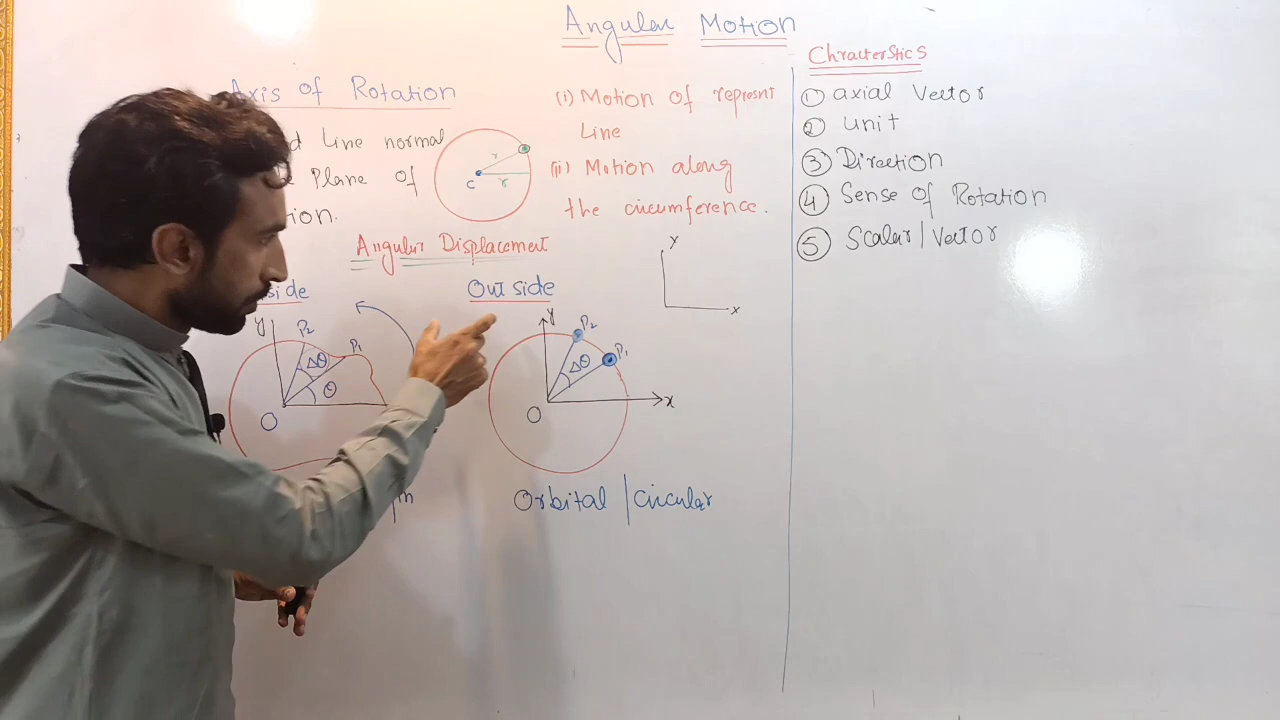 Angular Motion
Axis of Rotation
Line normal
Plane of
(i) Motion of represnt
Line
(ii) Motion along
the circumference.
r
r
C
Angular Displacement
side
Out side
y
P2
P1
Δθ
θ
O
y
P2
P1
Δθ
O
x
Y
x
Orbital | circular
Chracterstics
① axial Vector
② Unit
③ Direction
④ Sense of Rotation
⑤ Scalar | Vector